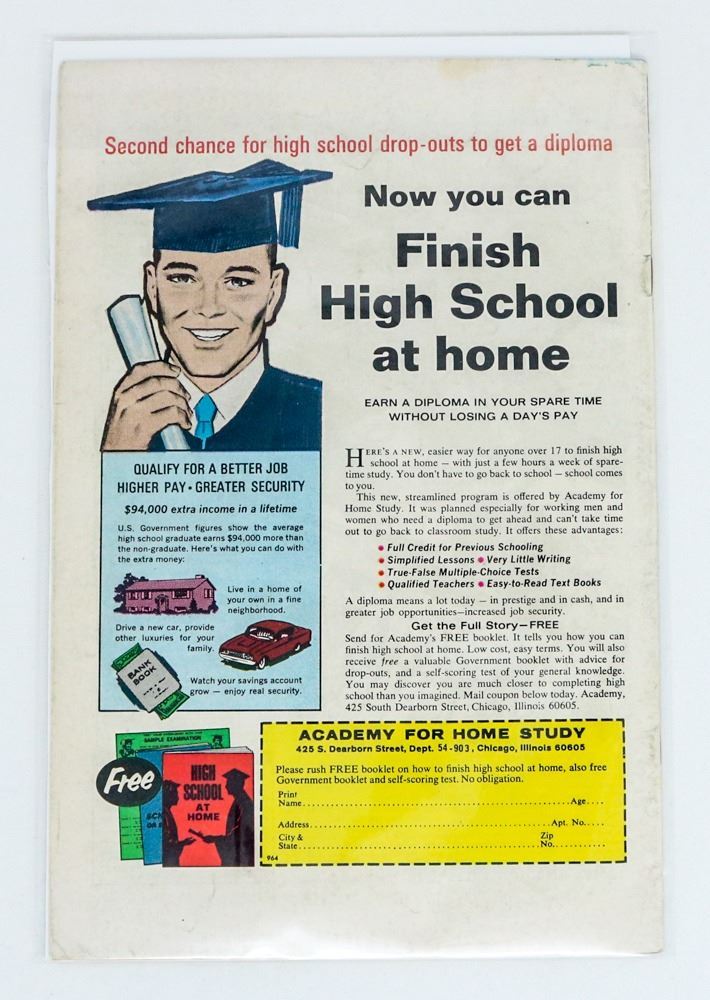 Second chance for high school drop-outs to get a diploma
Now you can
Finish
High School
at home
EARN A DIPLOMA IN YOUR SPARE TIME
WITHOUT LOSING A DAY'S PAY
QUALIFY FOR A BETTER JOB
HIGHER PAY • GREATER SECURITY
$94,000 extra income in a lifetime
U.S. Government figures show the average
high school graduate earns $94,000 more than
the non-graduate. Here's what you can do with
the extra money:
Live in a home of
your own in a fine
neighborhood.
Drive a new car, provide
other luxuries for your
family.
BANK
BOOK
Watch your savings account
grow — enjoy real security.
HERE'S A NEW, easier way for anyone over 17 to finish high
school at home — with just a few hours a week of spare-
time study. You don't have to go back to school — school comes
to you.
This new, streamlined program is offered by Academy for
Home Study. It was planned especially for working men and
women who need a diploma to get ahead and can't take time
out to go back to classroom study. It offers these advantages:
• Full Credit for Previous Schooling
• Simplified Lessons • Very Little Writing
• True-False Multiple-Choice Tests
• Qualified Teachers • Easy-to-Read Text Books
A diploma means a lot today — in prestige and in cash, and in
greater job opportunities—increased job security.
Get the Full Story—FREE
Send for Academy's FREE booklet. It tells you how you can
finish high school at home. Low cost, easy terms. You will also
receive free a valuable Government booklet with advice for
drop-outs, and a self-scoring test of your general knowledge.
You may discover you are much closer to completing high
school than you imagined. Mail coupon below today. Academy,
425 South Dearborn Street, Chicago, Illinois 60605.
Free
SAMPLE EXAMINATION
HIGH
SCHOOL
AT
HOME
ACADEMY FOR HOME STUDY
425 S. Dearborn Street, Dept. 54-903, Chicago, Illinois 60605
Please rush FREE booklet on how to finish high school at home, also free
Government booklet and self-scoring test. No obligation.
Print
Name.......Age....
Address.......Apt. No.....
City & Zip
State.......No..........
964